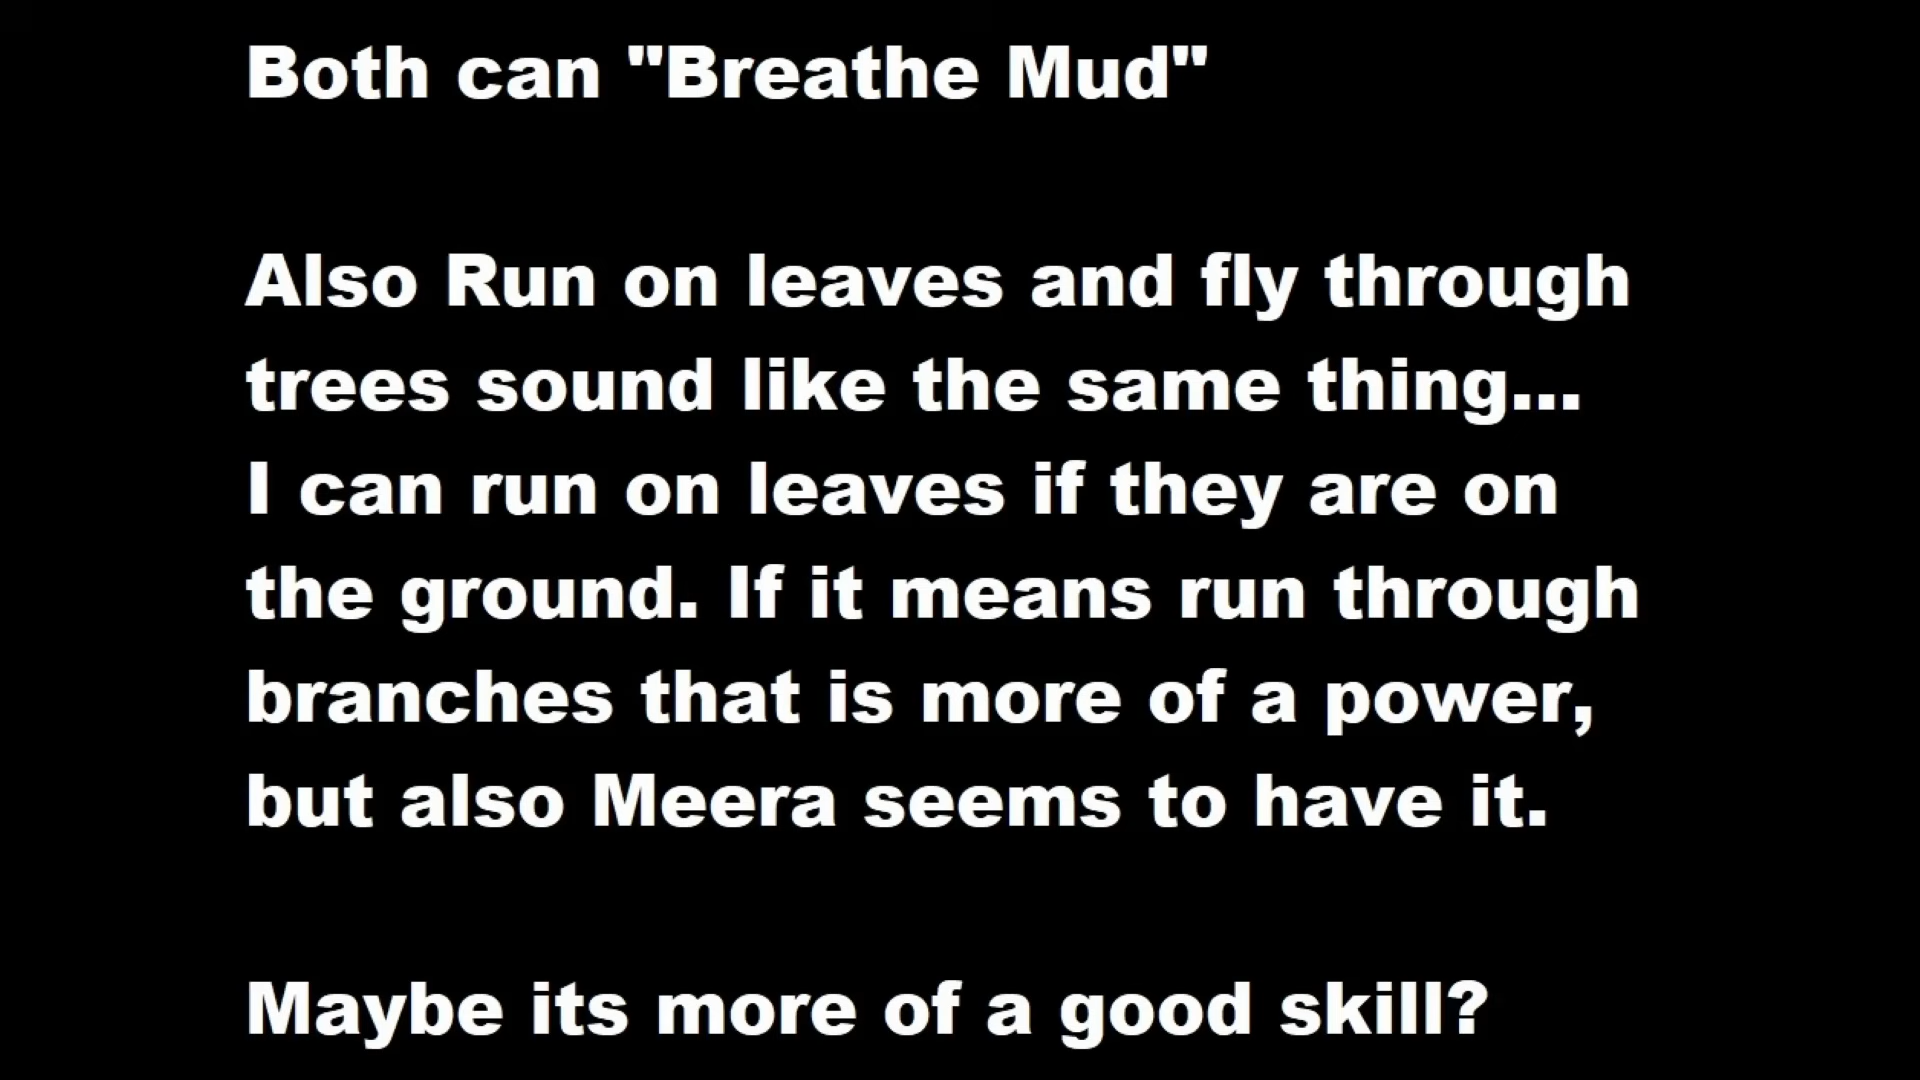 Both can "Breathe Mud"
Also Run on leaves and fly through
trees sound like the same thing...
I can run on leaves if they are on
the ground. If it means run through
branches that is more of a power,
but also Meera seems to have it.
Maybe its more of a good skill?